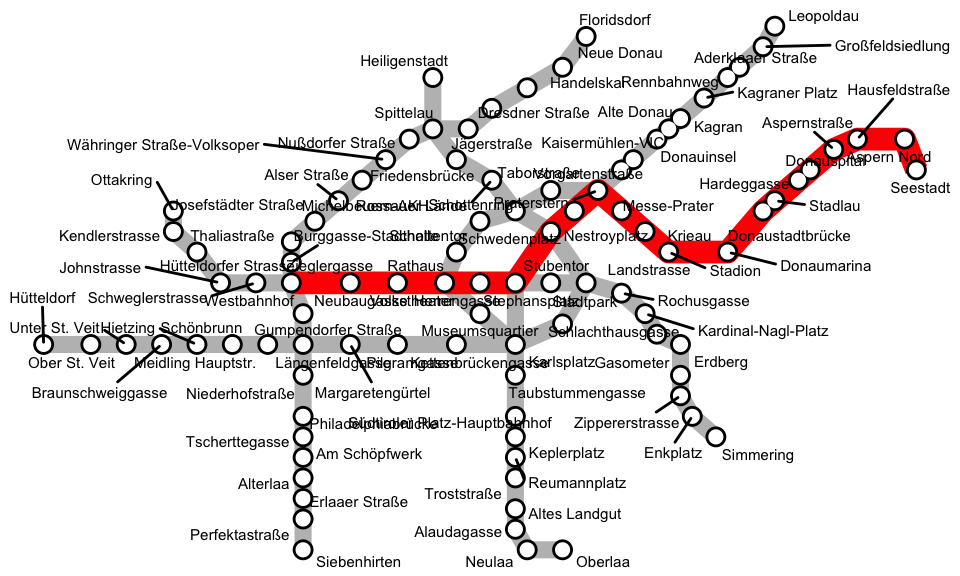 Floridsdorf
Leopoldau
Großfeldsiedlung
Neue Donau
Aderklaaer Straße
Heiligenstadt
Handelskai
Rennbahnweg
Kagraner Platz
Hausfeldstraße
Spittelau
Dresdner Straße
Alte Donau
Kagran
Aspernstraße
Währinger Straße-Volksoper
Nußdorfer Straße
Jägerstraße
Kaisermühlen-VIC
Donauinsel
Donauspital
Aspern Nord
Ottakring
Alser Straße
Friedensbrücke
Taborstraße
Vorgartenstraße
Hardeggasse
Seestadt
Josefstädter Straße
Michelbeuern-AKH
Rossauer Lände
Schottenring
Praterstern
Messe-Prater
Stadlau
Kendlerstrasse
Thaliastraße
Burggasse-Stadthalle
Schottentor
Schwedenplatz
Nestroyplatz
Krieau
Donaustadtbrücke
Johnstrasse
Hütteldorfer Strasse
Zieglergasse
Rathaus
Stubentor
Landstrasse
Stadion
Donaumarina
Hütteldorf
Schweglerstrasse
Westbahnhof
Neubaugasse
Volkstheater
Herrengasse
Stephansplatz
Stadtpark
Rochusgasse
Unter St. Veit
Hietzing
Schönbrunn
Gumpendorfer Straße
Museumsquartier
Schlachthausgasse
Kardinal-Nagl-Platz
Ober St. Veit
Meidling Hauptstr.
Längenfeldgasse
Pilgramgasse
Kettenbrückengasse
Karlsplatz
Gasometer
Erdberg
Braunschweiggasse
Niederhofstraße
Margaretengürtel
Taubstummengasse
Philadelphiabrücke
Südtiroler Platz-Hauptbahnhof
Zippererstrasse
Tscherttegasse
Am Schöpfwerk
Keplerplatz
Enkplatz
Simmering
Alterlaa
Reumannplatz
Erlaaer Straße
Troststraße
Altes Landgut
Perfektastraße
Alaudagasse
Siebenhirten
Neulaa
Oberlaa